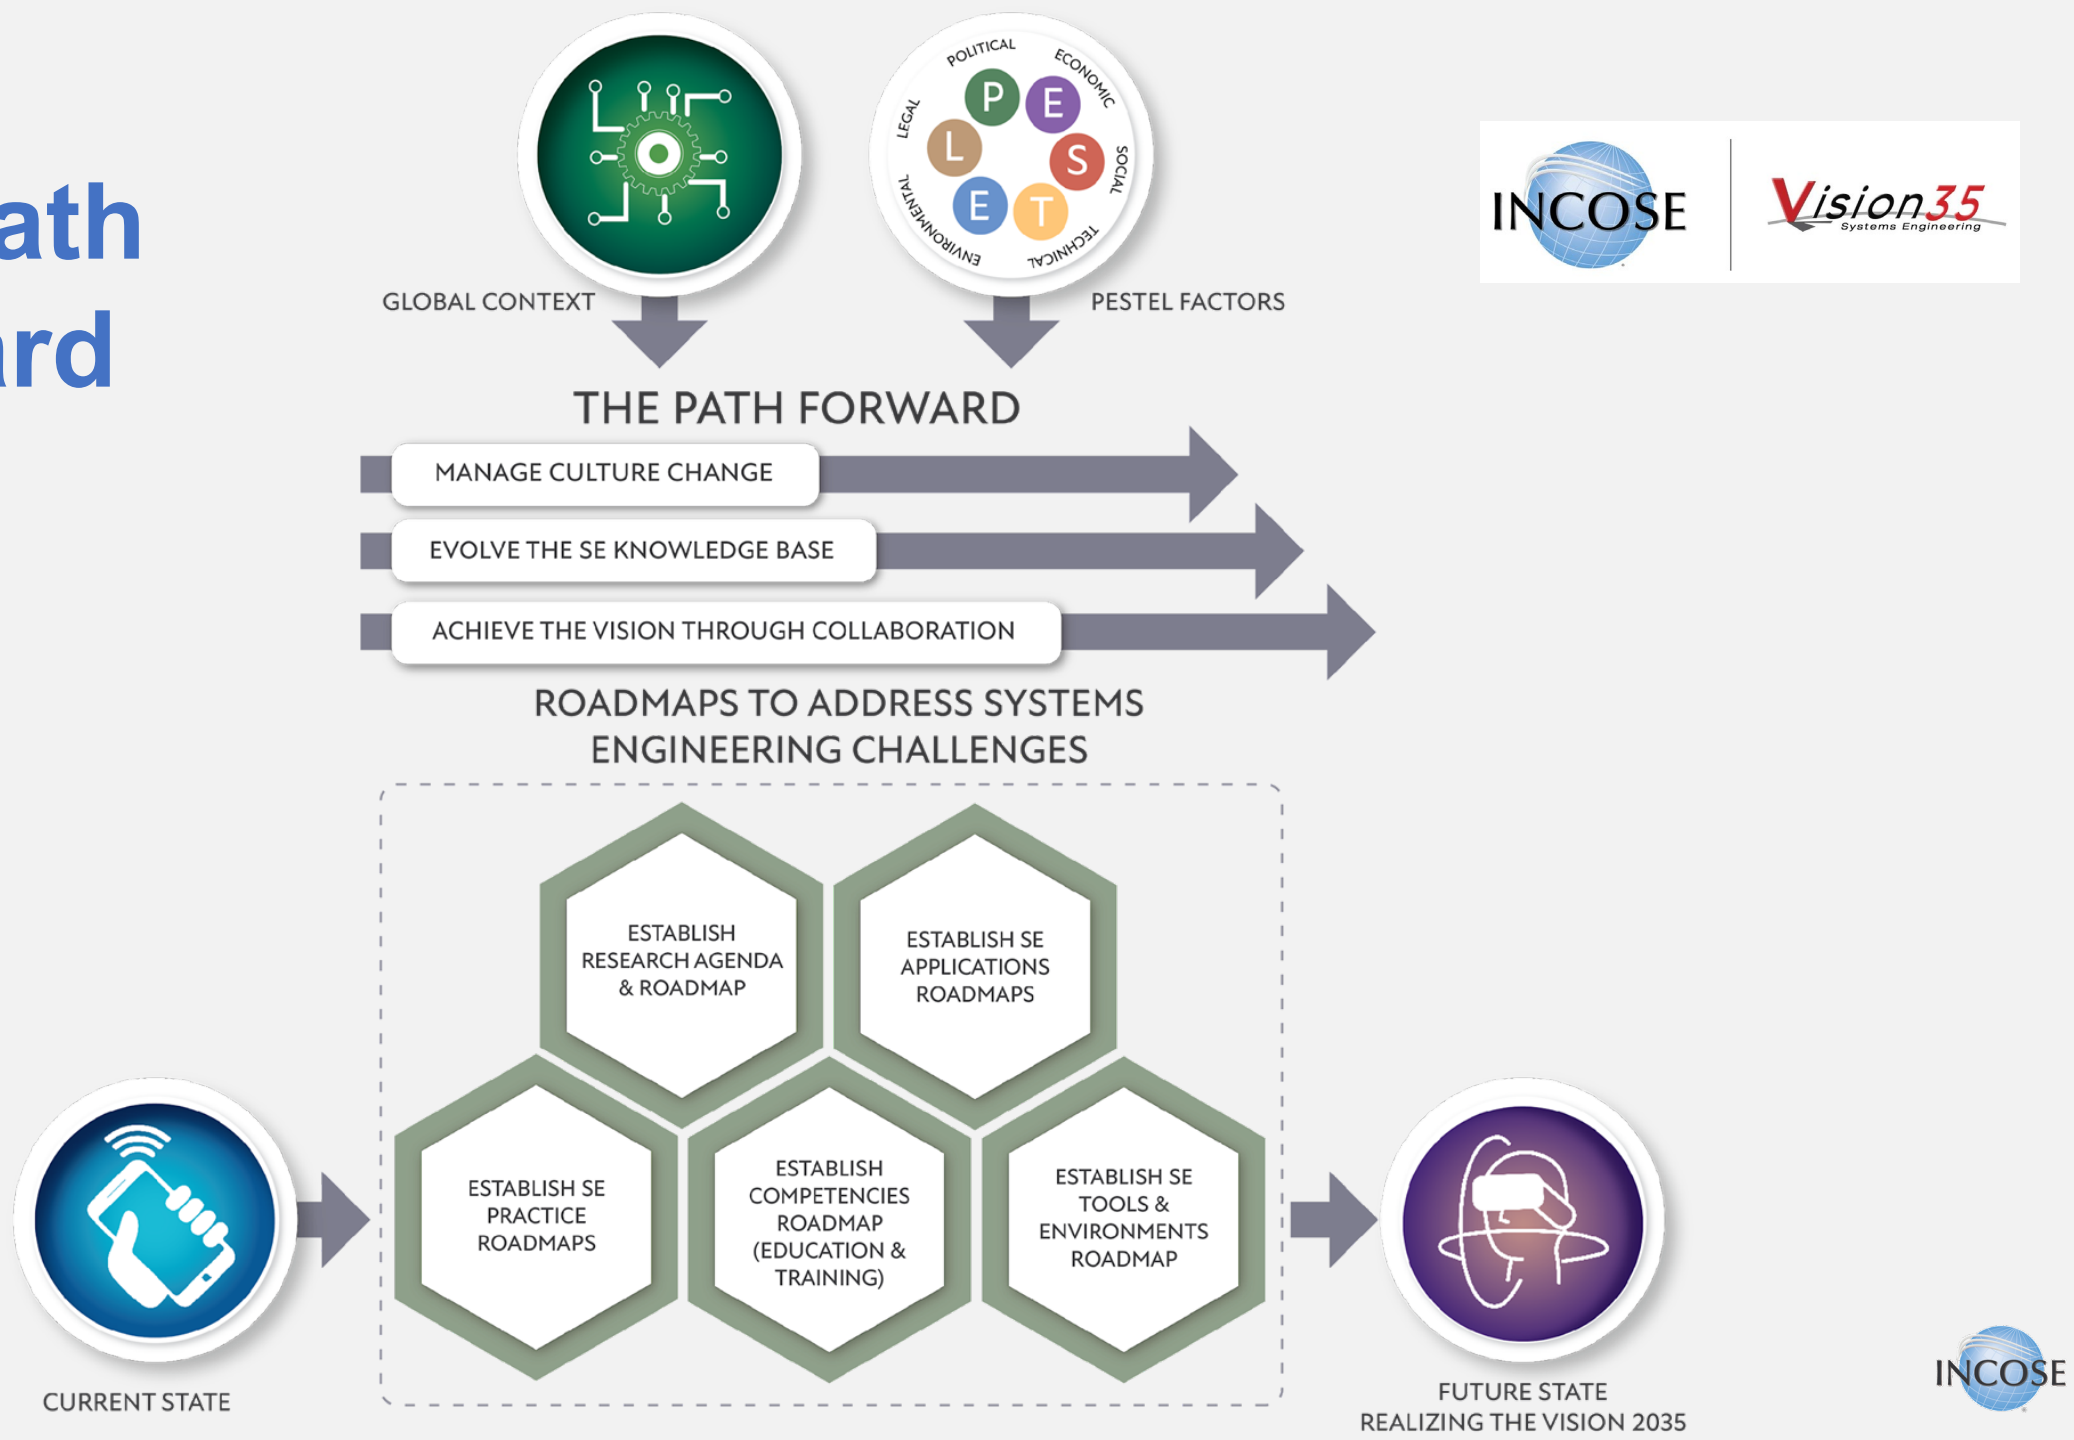 ath
ard
POLITICAL
ECONOMIC
SOCIAL
TECHNICAL
ENVIRONMENTAL
LEGAL
P
E
S
T
E
L
GLOBAL CONTEXT
PESTEL FACTORS
INCOSE
Vision35
Systems Engineering
THE PATH FORWARD
MANAGE CULTURE CHANGE
EVOLVE THE SE KNOWLEDGE BASE
ACHIEVE THE VISION THROUGH COLLABORATION
ROADMAPS TO ADDRESS SYSTEMS
ENGINEERING CHALLENGES
ESTABLISH
RESEARCH AGENDA
& ROADMAP
ESTABLISH SE
APPLICATIONS
ROADMAPS
ESTABLISH SE
PRACTICE
ROADMAPS
ESTABLISH
COMPETENCIES
ROADMAP
(EDUCATION &
TRAINING)
ESTABLISH SE
TOOLS &
ENVIRONMENTS
ROADMAP
CURRENT STATE
FUTURE STATE
REALIZING THE VISION 2035
INCOSE